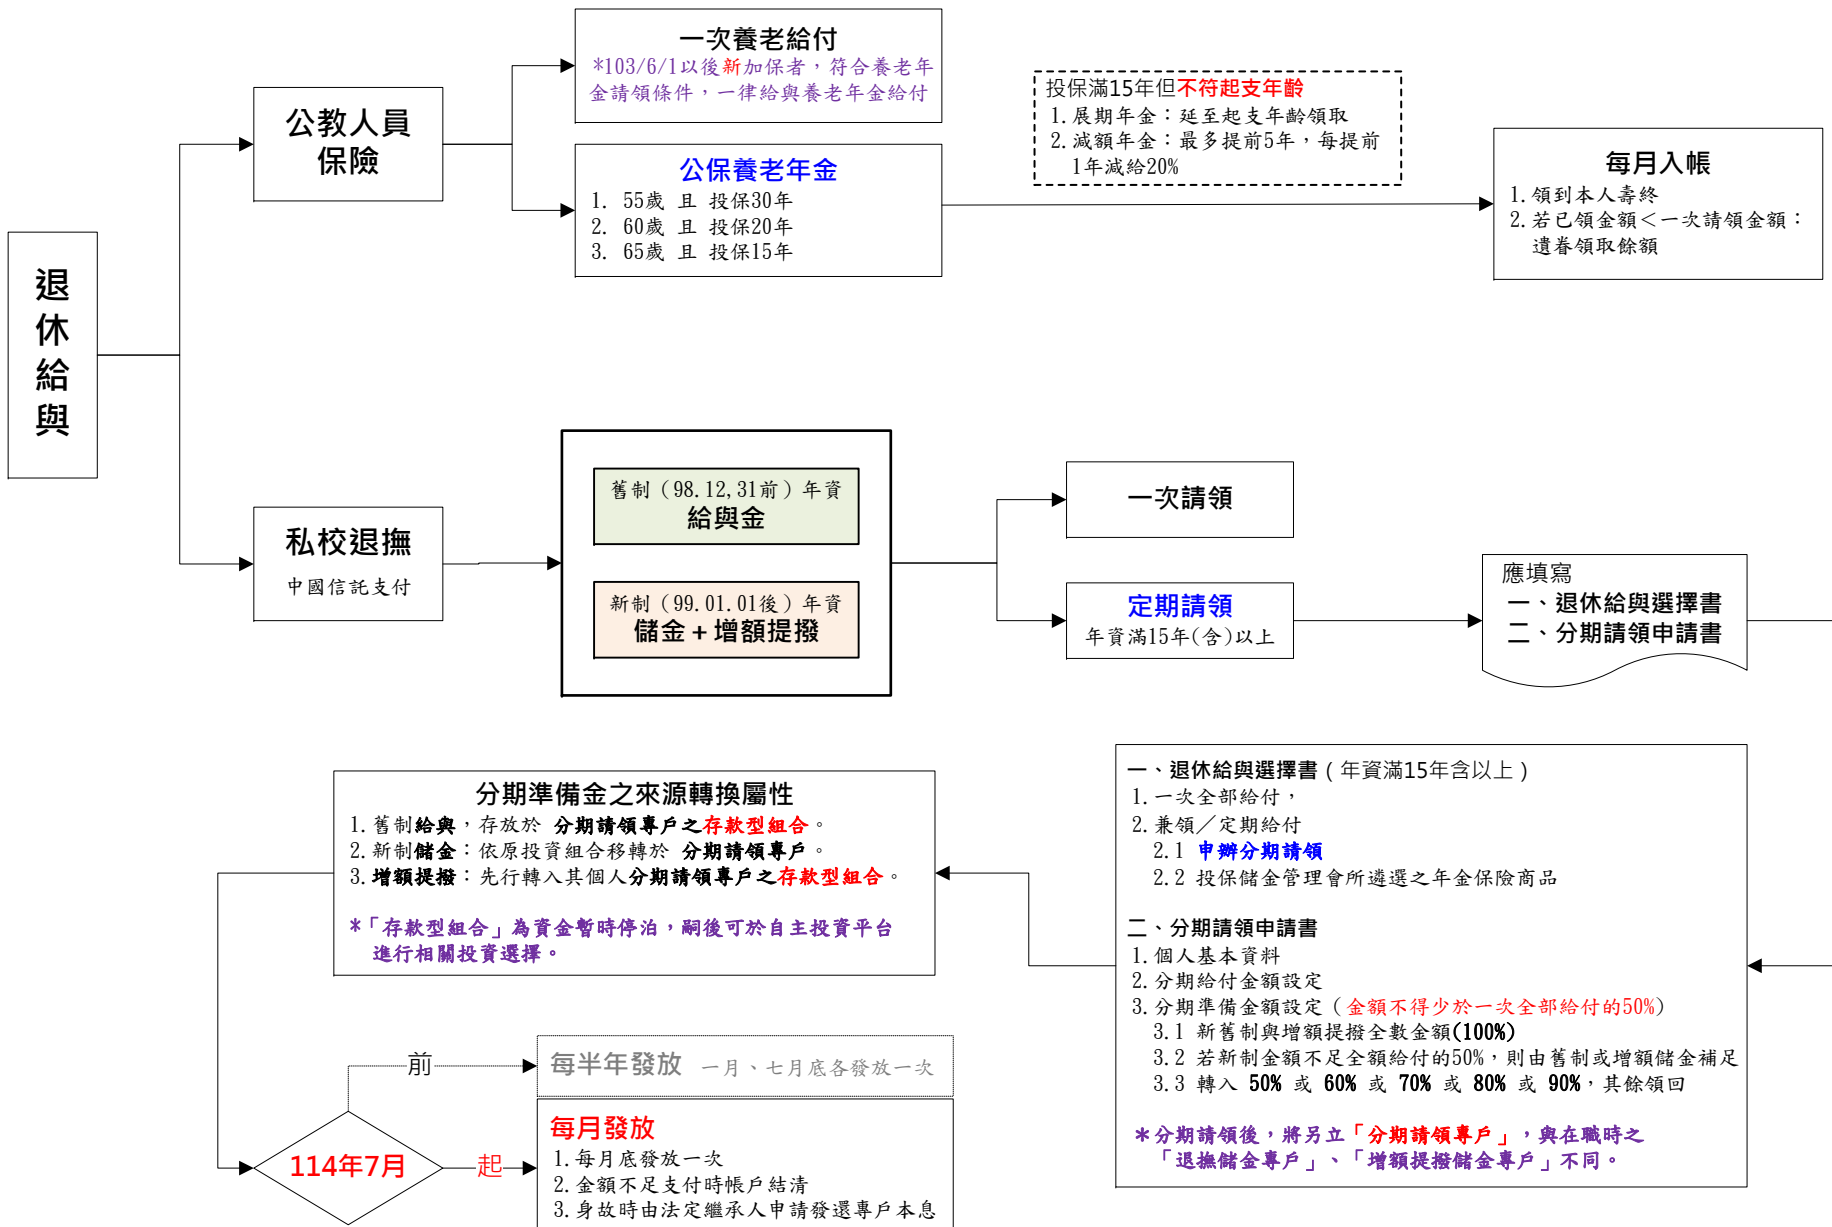 退休給與
公教人員
保險
一次養老給付
*103/6/1以後新加保者，符合養老年
金請領條件，一律給與養老年金給付
公保養老年金
1. 55歲 且 投保30年
2. 60歲 且 投保20年
3. 65歲 且 投保15年
投保滿15年但不符起支年齡
1.展期年金：延至起支年齡領取
2.減額年金：最多提前5年，每提前
1年減給20%
每月入帳
1.領到本人壽終
2.若已領金額＜一次請領金額：
遺眷領取餘額
私校退撫
中國信託支付
舊制（98.12,31前）年資
給與金
新制（99.01.01後）年資
儲金＋增額提撥
一次請領
定期請領
年資滿15年(含)以上
應填寫
一、退休給與選擇書
二、分期請領申請書
一、退休給與選擇書（年資滿15年含以上）
1.一次全部給付，
2.兼領／定期給付
2.1 申辦分期請領
2.2 投保儲金管理會所遴選之年金保險商品
二、分期請領申請書
1.個人基本資料
2.分期給付金額設定
3.分期準備金額設定（金額不得少於一次全部給付的50%）
3.1 新舊制與增額提撥全數金額(100%)
3.2 若新制金額不足全額給付的50%，則由舊制或增額儲金補足
3.3 轉入 50% 或 60% 或 70% 或 80% 或 90%，其餘領回
＊分期請領後，將另立「分期請領專戶」，與在職時之
「退撫儲金專戶」、「增額提撥儲金專戶」不同。
分期準備金之來源轉換屬性
1.舊制給與，存放於 分期請領專戶之存款型組合。
2.新制儲金：依原投資組合移轉於 分期請領專戶。
3.增額提撥：先行轉入其個人分期請領專戶之存款型組合。
*「存款型組合」為資金暫時停泊，嗣後可於自主投資平台
進行相關投資選擇。
114年7月
前
每半年發放 一月、七月底各發放一次
起
每月發放
1.每月底發放一次
2.金額不足支付時帳戶結清
3.身故時由法定繼承人申請發還專戶本息